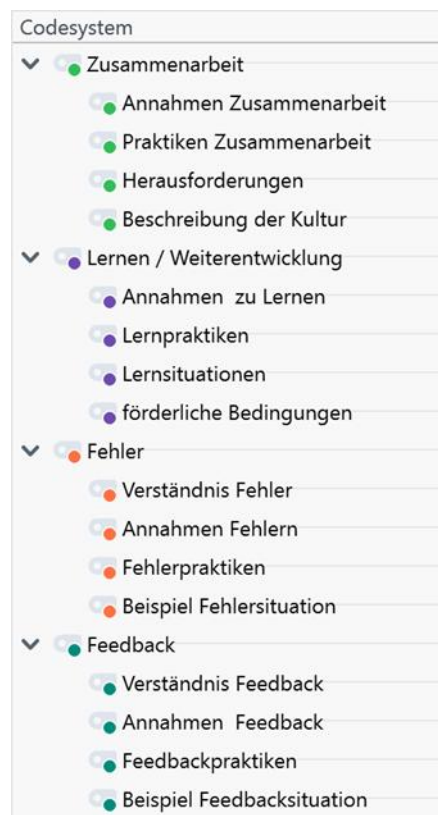 Codesystem
Zusammenarbeit
Annahmen Zusammenarbeit
Praktiken Zusammenarbeit
Herausforderungen
Beschreibung der Kultur
Lernen / Weiterentwicklung
Annahmen  zu Lernen
Lernpraktiken
Lernsituationen
förderliche Bedingungen
Fehler
Verständnis Fehler
Annahmen Fehlern
Fehlerpraktiken
Beispiel Fehlersituation
Feedback
Verständnis Feedback
Annahmen  Feedback
Feedbackpraktiken
Beispiel Feedbacksituation